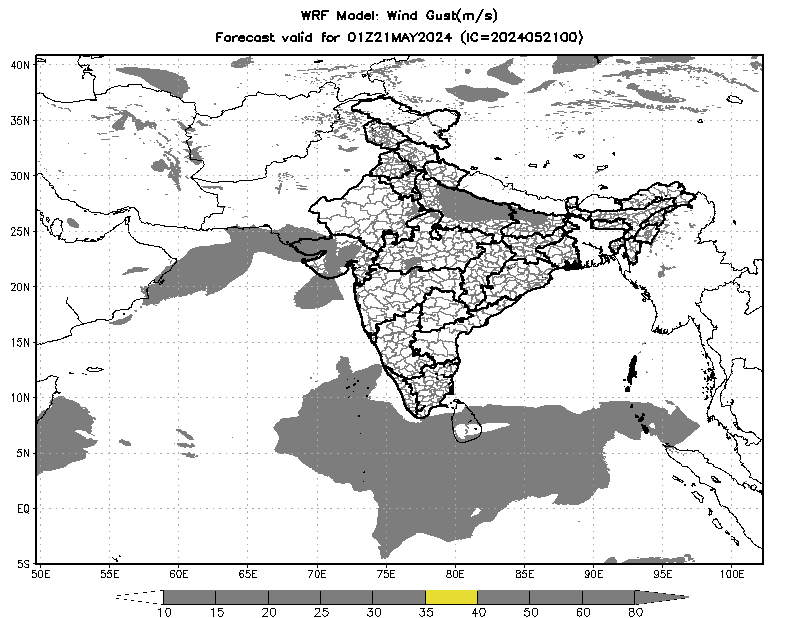 WRF Model: Wind Gust(m/s)
Forecast valid for 01Z21MAY2024 (IC=2024052100)
40N
35N
30N
25N
20N
15N
10N
5N
EQ
5S
50E 55E 60E 65E 70E 75E 80E 85E 90E 95E 100E
10 15 20 25 30 35 40 50 60 80